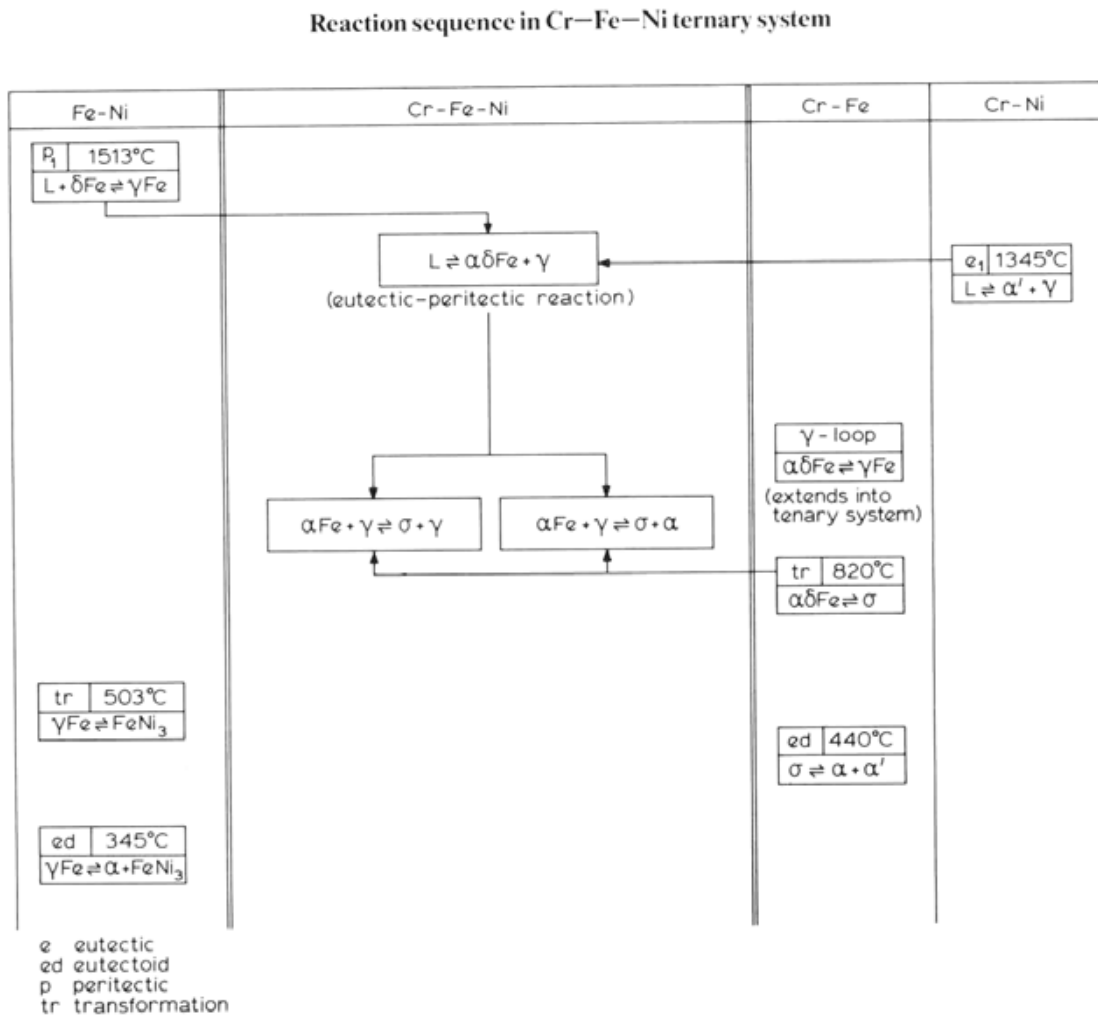 Reaction sequence in Cr–Fe–Ni ternary system
Fe-Ni
Cr-Fe-Ni
Cr-Fe
Cr-Ni
p₁ 1513°C
L+δFe⇌γFe
L⇌αδFe+γ
(eutectic-peritectic reaction)
e₁ 1345°C
L⇌α'+γ
γ-loop
αδFe⇌γFe
(extends into
tenary system)
αFe+γ⇌σ+γ
αFe+γ⇌σ+α
tr 820°C
αδFe⇌σ
tr 503°C
γFe⇌FeNi₃
ed 440°C
σ⇌α+α'
ed 345°C
γFe⇌α+FeNi₃
e eutectic
ed eutectoid
p peritectic
tr transformation